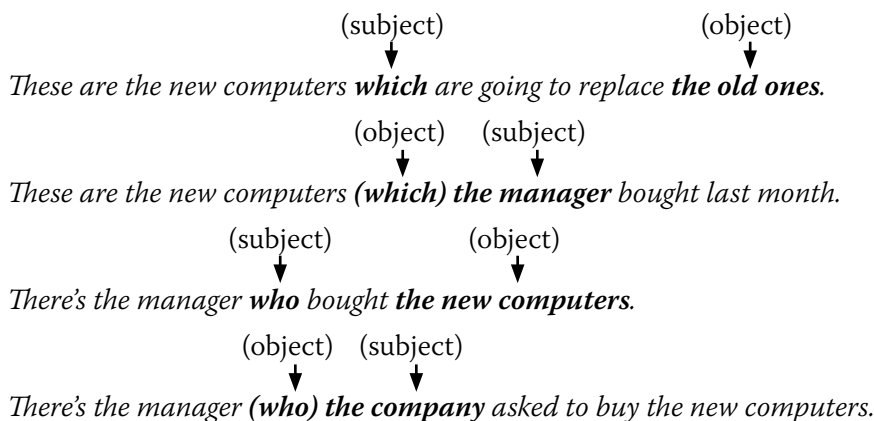 (subject) (object)
These are the new computers which are going to replace the old ones.
(object) (subject)
These are the new computers (which) the manager bought last month.
(subject) (object)
There's the manager who bought the new computers.
(object) (subject)
There's the manager (who) the company asked to buy the new computers.